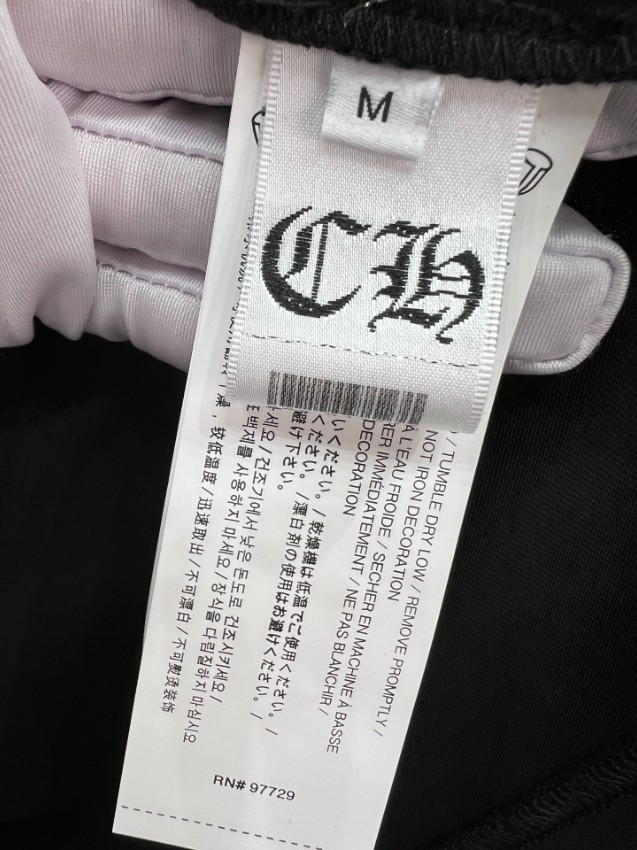 M
CH
/ TUMBLE DRY LOW / REMOVE PROMPTLY /
NOT IRON DECORATION
À L'EAU FROIDE / SECHER EN MACHINE À BASSE
IMMÉDIATEMENT / NE PAS BLANCHIR /
DECORATION
ください。/ 乾燥機は低温でご使用ください。/
ください。/漂白剤の使用はお避けください。/
避け下さい。
세요/건조기에서 낮은 온도로 건조시키세요/
표백제를 사용하지 마세요/장식을 다림질하지 마십시오
较低温度/迅速取出/不可漂白/不可熨烫装饰
RN# 97729